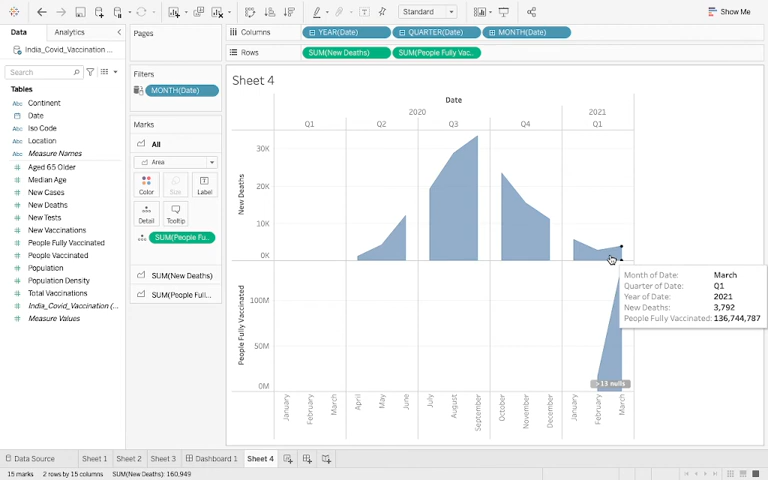 Standard
Show Me
Data
Analytics
India_Covid_Vaccination ...
Search
Tables
Abc Continent
Date
Abc Iso Code
Abc Location
Abc Measure Names
# Aged 65 Older
# Median Age
# New Cases
# New Deaths
# New Tests
# New Vaccinations
# People Fully Vaccinated
# People Vaccinated
# Population
# Population Density
# Total Vaccinations
# India_Covid_Vaccination (...
# Measure Values
Pages
Filters
MONTH(Date)
Marks
All
Area
Color
Size
T Label
Detail
Tooltip
SUM(People Fu..
SUM(New Deaths)
SUM(People Full...
Columns
YEAR(Date)
QUARTER(Date)
MONTH(Date)
Rows
SUM(New Deaths)
SUM(People Fully Vac..
Sheet 4
Date
2020
2021
Q1
Q2
Q3
Q4
Q1
New Deaths
30K
20K
10K
0K
People Fully Vaccinated
100M
50M
0M
Month of Date: March
Quarter of Date: Q1
Year of Date: 2021
New Deaths: 3,792
People Fully Vaccinated: 136,744,787
>13 nulls
January
February
March
April
May
June
July
August
September
October
November
December
January
February
March
Data Source
Sheet 1
Sheet 2
Sheet 3
Dashboard 1
Sheet 4
15 marks
2 rows by 15 columns
SUM(New Deaths): 160,949